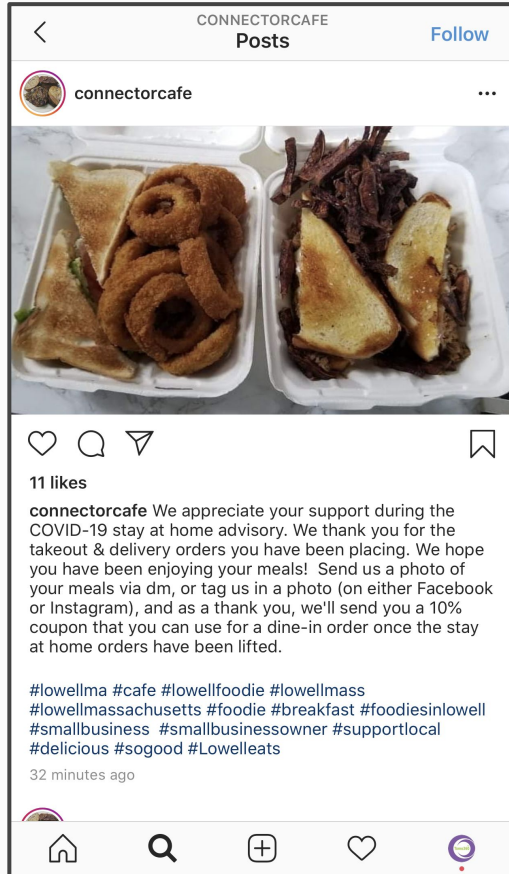 CONNECTORCAFE
Posts
Follow
connectorcafe
11 likes
connectorcafe We appreciate your support during the
COVID-19 stay at home advisory. We thank you for the
takeout & delivery orders you have been placing. We hope
you have been enjoying your meals!  Send us a photo of
your meals via dm, or tag us in a photo (on either Facebook
or Instagram), and as a thank you, we'll send you a 10%
coupon that you can use for a dine-in order once the stay
at home orders have been lifted.
#lowellma #cafe #lowellfoodie #lowellmass
#lowellmassachusetts #foodie #breakfast #foodiesinlowell
#smallbusiness  #smallbusinessowner #supportlocal
#delicious #sogood #Lowelleats
32 minutes ago